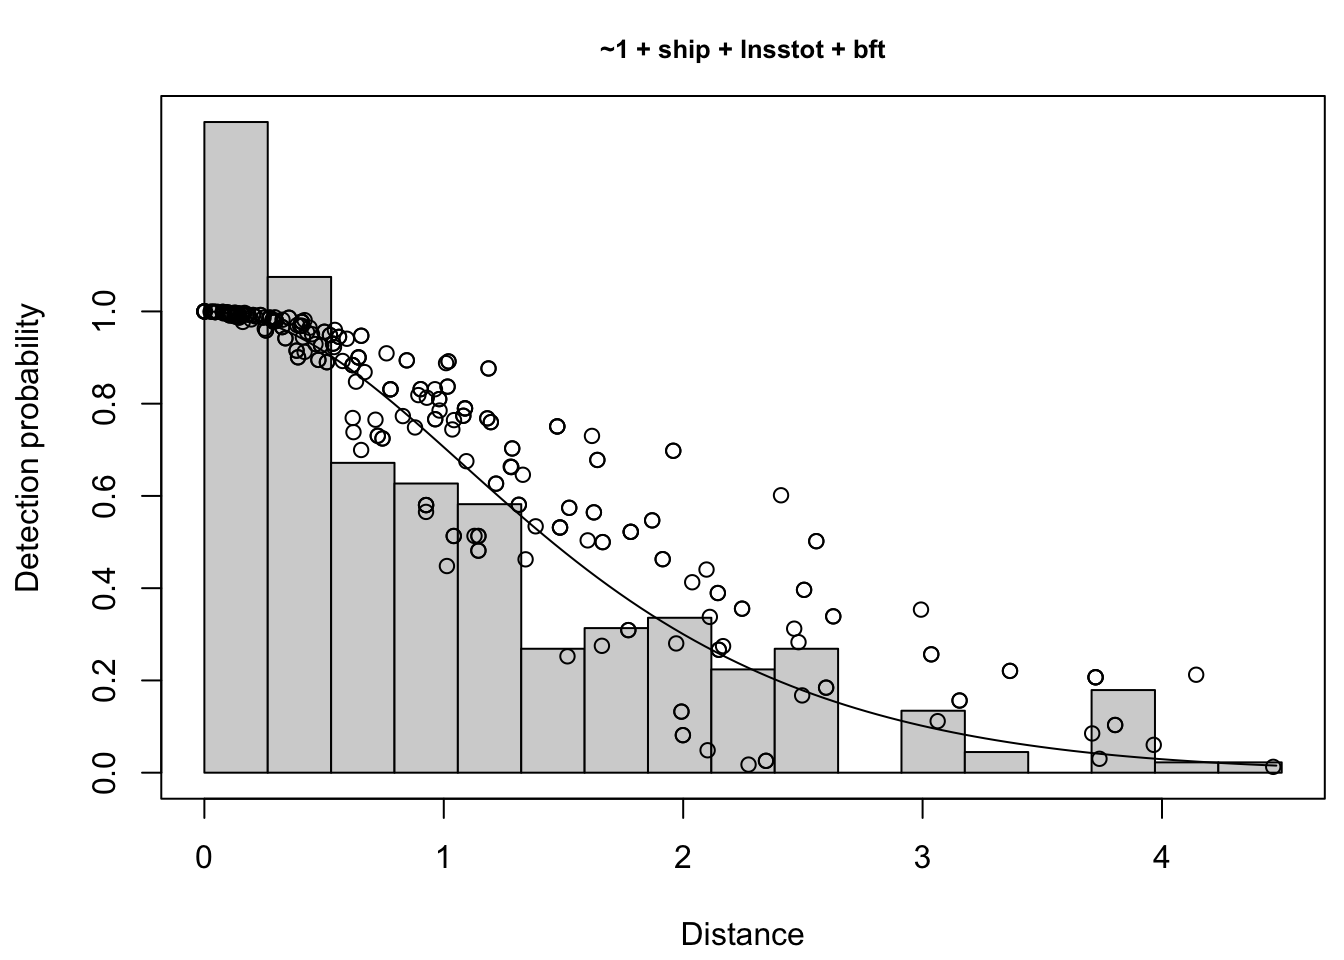 ~1 + ship + lnsstot + bft
Detection probability
1.0
0.8
0.6
0.4
0.2
0.0
0 1 2 3 4
Distance